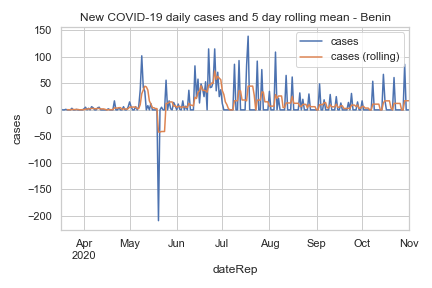 New COVID-19 daily cases and 5 day rolling mean - Benin
150
100
50
0
−50
−100
−150
−200
cases
cases
cases (rolling)
Apr
2020
May
Jun
Jul
Aug
Sep
Oct
Nov
dateRep